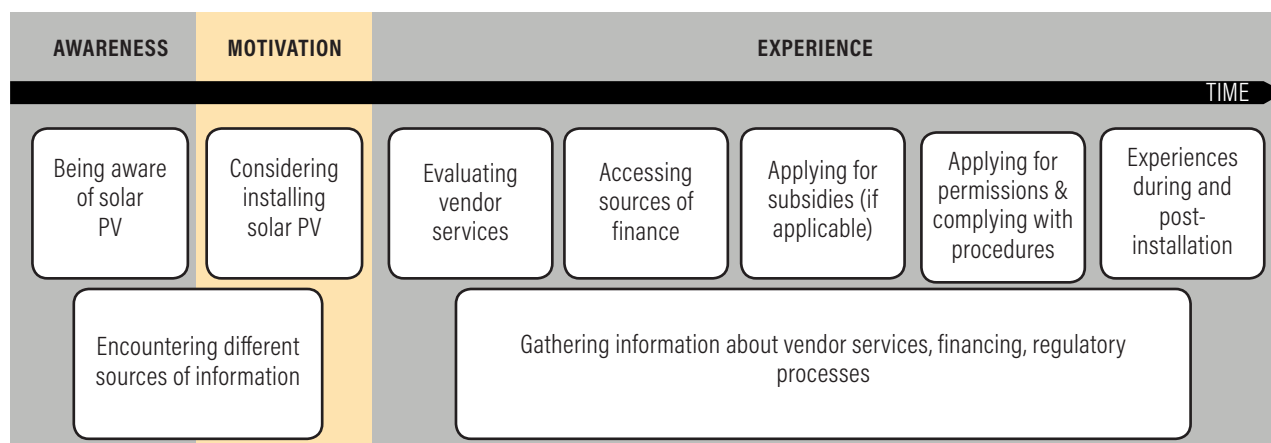 AWARENESS
MOTIVATION
EXPERIENCE
TIME
Being aware
of solar
PV
Considering
installing
solar PV
Evaluating
vendor
services
Accessing
sources of
finance
Applying for
subsidies (if
applicable)
Applying for
permissions &
complying with
procedures
Experiences
during and
post-
installation
Encountering different
sources of information
Gathering information about vendor services, financing, regulatory
processes